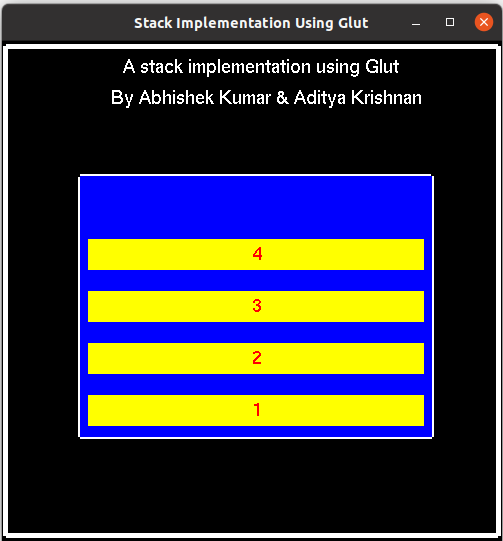 Stack Implementation Using Glut
A stack implementation using Glut
By Abhishek Kumar & Aditya Krishnan
4
3
2
1